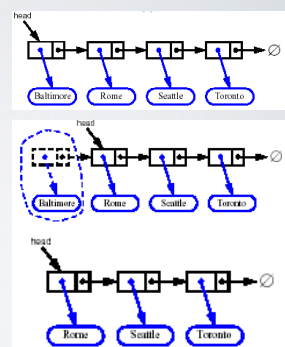 head
∅
Baltimore Rome Seattle Toronto
head
∅
Baltimore Rome Seattle Toronto
head
∅
Rome Seattle Toronto